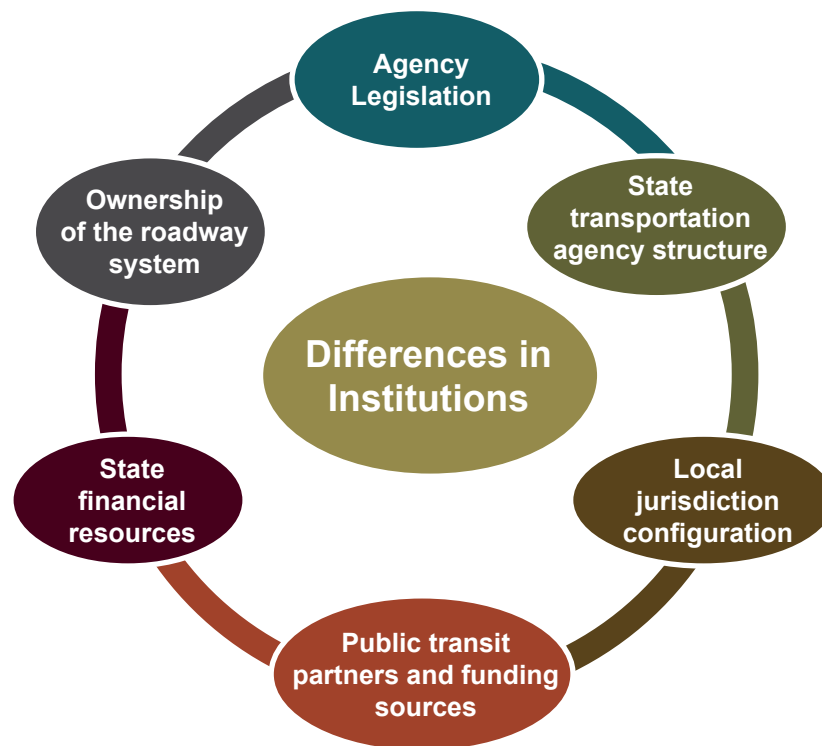 Agency
Legislation
State
transportation
agency structure
Local
jurisdiction
configuration
Public transit
partners and funding
sources
State
financial
resources
Ownership
of the roadway
system
Differences in
Institutions